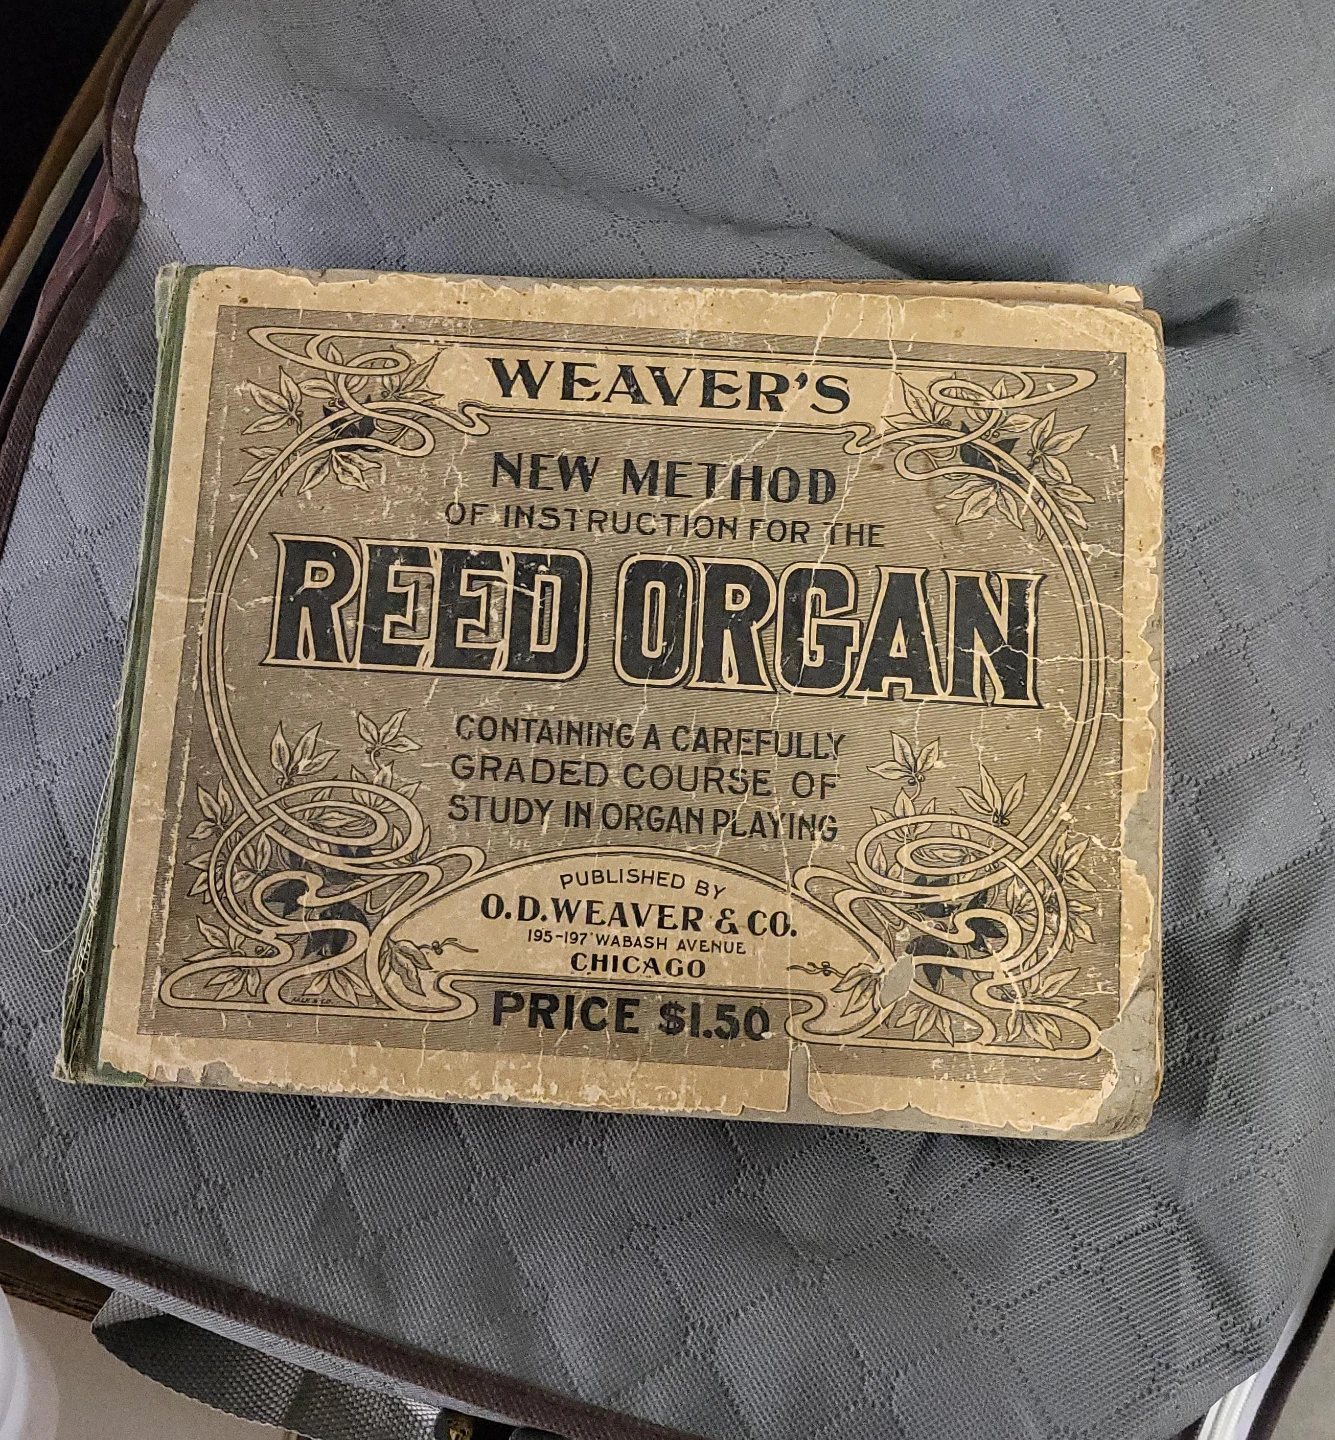 WEAVER'S
NEW METHOD
OF INSTRUCTION FOR THE
REED ORGAN
CONTAINING A CAREFULLY
GRADED COURSE OF
STUDY IN ORGAN PLAYING
PUBLISHED BY
O.D. WEAVER & CO.
195-197 WABASH AVENUE
CHICAGO
PRICE $1.50